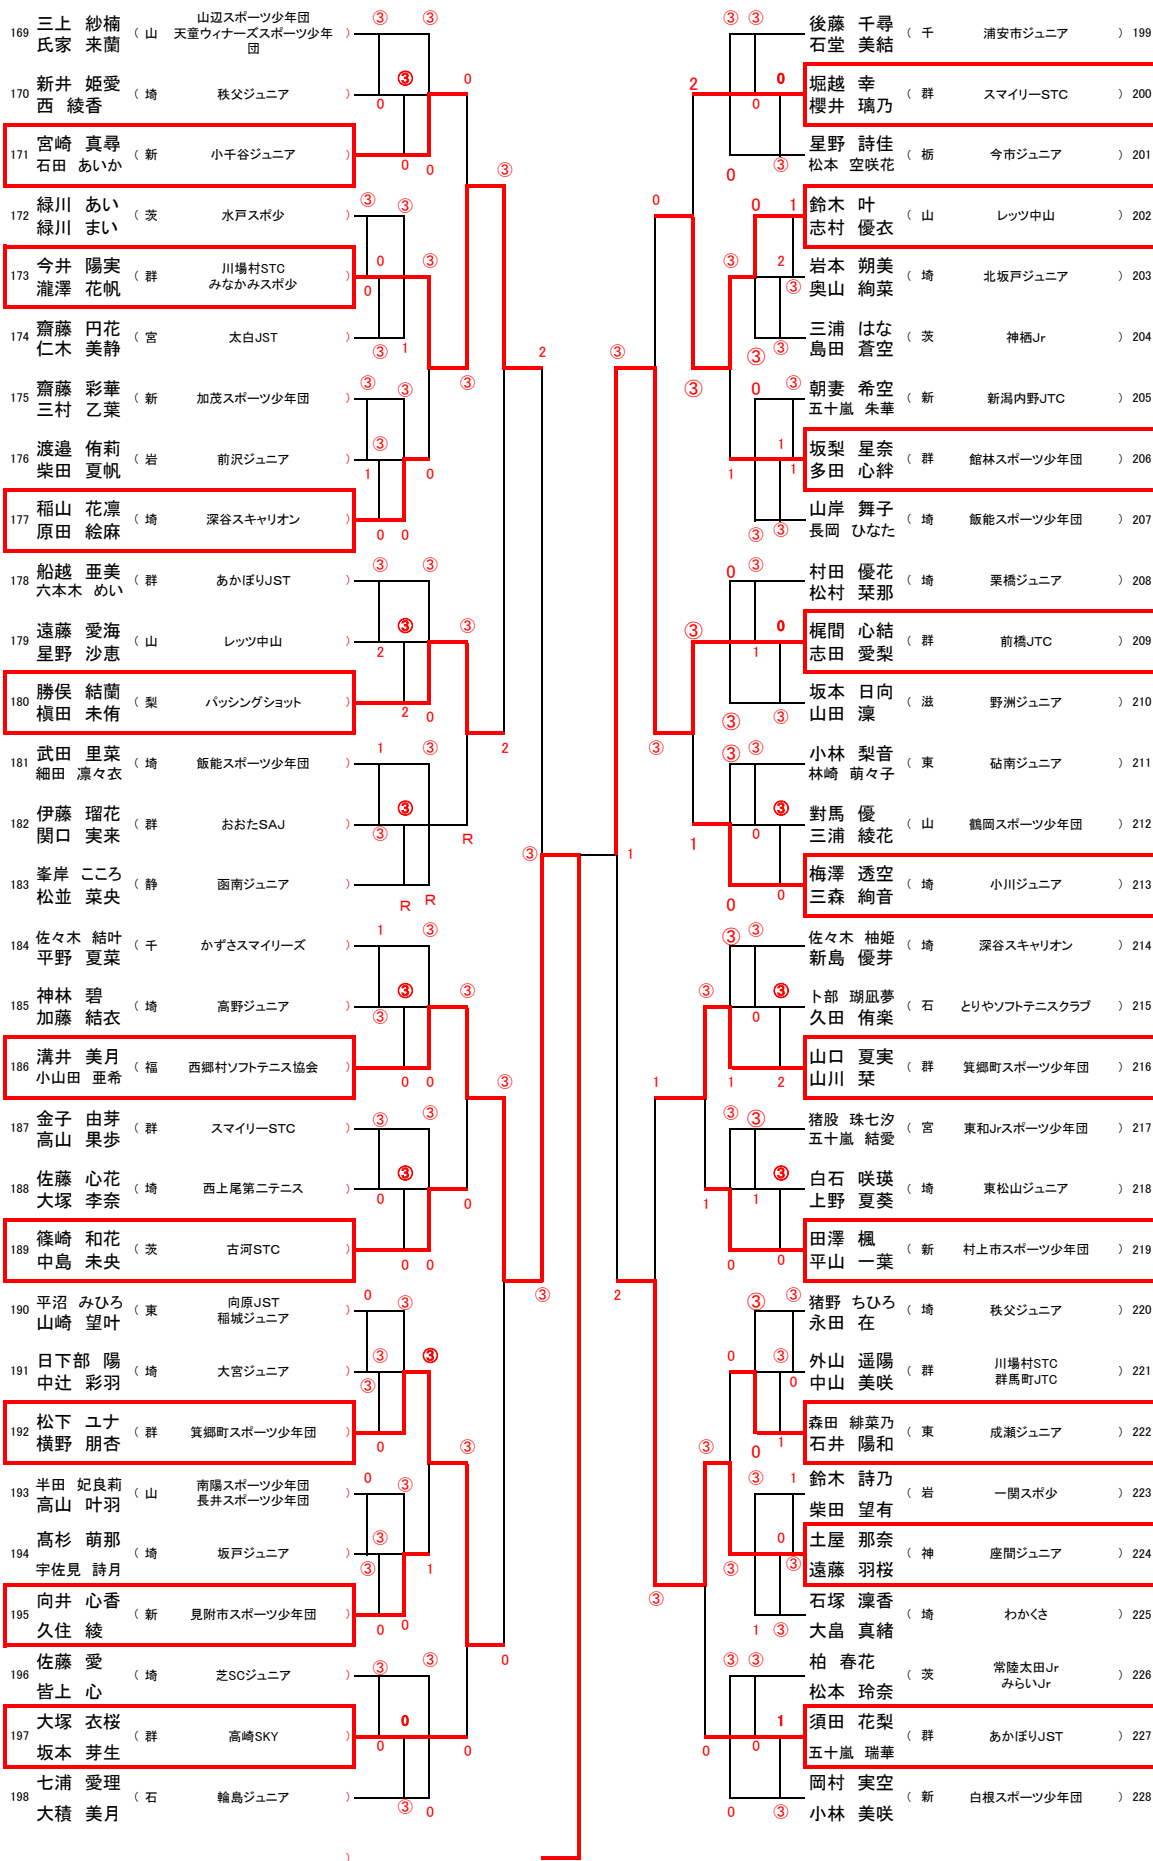 169 三上 紗楠 氏家 来蘭 （ 山 山辺スポーツ少年団 天童ウィナーズスポーツ少年団 ）
170 新井 姫愛 西 綾香 （ 埼 秩父ジュニア ）
171 宮崎 真尋 石田 あいか （ 新 小千谷ジュニア ）
172 緑川 あい 緑川 まい （ 茨 水戸スポ少 ）
173 今井 陽実 瀧澤 花帆 （ 群 川場村STC みなかみスポ少 ）
174 齋藤 円花 仁木 美静 （ 宮 太白JST ）
175 齋藤 彩華 三村 乙葉 （ 新 加茂スポーツ少年団 ）
176 渡邉 侑莉 柴田 夏帆 （ 岩 前沢ジュニア ）
177 稲山 花凛 原田 絵麻 （ 埼 深谷スキャリオン ）
178 船越 亜美 六本木 めい （ 群 あかぼりJST ）
179 遠藤 愛海 星野 沙恵 （ 山 レッツ中山 ）
180 勝俣 結蘭 槇田 未侑 （ 梨 パッシングショット ）
181 武田 里菜 細田 凛々衣 （ 埼 飯能スポーツ少年団 ）
182 伊藤 瑠花 関口 実来 （ 群 おおたSAJ ）
183 峯岸 こころ 松並 菜央 （ 静 函南ジュニア ）
184 佐々木 結叶 平野 夏菜 （ 千 かずさスマイリーズ ）
185 神林 碧 加藤 結衣 （ 埼 高野ジュニア ）
186 溝井 美月 小山田 亜希 （ 福 西郷村ソフトテニス協会 ）
187 金子 由芽 高山 果歩 （ 群 スマイリーSTC ）
188 佐藤 心花 大塚 李奈 （ 埼 西上尾第二テニス ）
189 篠崎 和花 中島 未央 （ 茨 古河STC ）
190 平沼 みひろ 山崎 望叶 （ 東 向原JST 稲城ジュニア ）
191 日下部 陽 中辻 彩羽 （ 埼 大宮ジュニア ）
192 松下 ユナ 横野 朋杏 （ 群 箕郷町スポーツ少年団 ）
193 半田 妃良莉 高山 叶羽 （ 山 南陽スポーツ少年団 長井スポーツ少年団 ）
194 髙杉 萌那 宇佐見 詩月 （ 埼 坂戸ジュニア ）
195 向井 心香 久住 綾 （ 新 見附市スポーツ少年団 ）
196 佐藤 愛 皆上 心 （ 埼 芝SCジュニア ）
197 大塚 衣桜 坂本 芽生 （ 群 高崎SKY ）
198 七浦 愛理 大積 美月 （ 石 輪島ジュニア ）
後藤 千尋 石堂 美結 （ 千 浦安市ジュニア ） 199
堀越 幸 櫻井 璃乃 （ 群 スマイリーSTC ） 200
星野 詩佳 松本 空咲花 （ 栃 今市ジュニア ） 201
鈴木 叶 志村 優衣 （ 山 レッツ中山 ） 202
岩本 朔美 奥山 絢菜 （ 埼 北坂戸ジュニア ） 203
三浦 はな 島田 蒼空 （ 茨 神栖Jr ） 204
朝妻 希空 五十嵐 朱華 （ 新 新潟内野JTC ） 205
坂梨 星奈 多田 心絆 （ 群 館林スポーツ少年団 ） 206
山岸 舞子 長岡 ひなた （ 埼 飯能スポーツ少年団 ） 207
村田 優花 松村 栞那 （ 埼 栗橋ジュニア ） 208
梶間 心結 志田 愛梨 （ 群 前橋JTC ） 209
坂本 日向 山田 凜 （ 滋 野洲ジュニア ） 210
小林 梨音 林崎 萌々子 （ 東 砧南ジュニア ） 211
對馬 優 三浦 綾花 （ 山 鶴岡スポーツ少年団 ） 212
梅澤 透空 三森 絢音 （ 埼 小川ジュニア ） 213
佐々木 柚姫 新島 優芽 （ 埼 深谷スキャリオン ） 214
卜部 瑚凪夢 久田 侑楽 （ 石 とりやソフトテニスクラブ ） 215
山口 夏実 山川 栞 （ 群 箕郷町スポーツ少年団 ） 216
猪股 珠七汐 五十嵐 結愛 （ 宮 東和Jrスポーツ少年団 ） 217
白石 咲瑛 上野 夏葵 （ 埼 東松山ジュニア ） 218
田澤 楓 平山 一葉 （ 新 村上市スポーツ少年団 ） 219
猪野 ちひろ 永田 在 （ 埼 秩父ジュニア ） 220
外山 遥陽 中山 美咲 （ 群 川場村STC 群馬町JTC ） 221
森田 緋菜乃 石井 陽和 （ 東 成瀬ジュニア ） 222
鈴木 詩乃 柴田 望有 （ 岩 一関スポ少 ） 223
土屋 那奈 遠藤 羽桜 （ 神 座間ジュニア ） 224
石塚 凜香 大畠 真緒 （ 埼 わかくさ ） 225
柏 春花 松本 玲奈 （ 茨 常陸太田Jr みらいJr ） 226
須田 花梨 五十嵐 瑞華 （ 群 あかぼりJST ） 227
岡村 実空 小林 美咲 （ 新 白根スポーツ少年団 ） 228